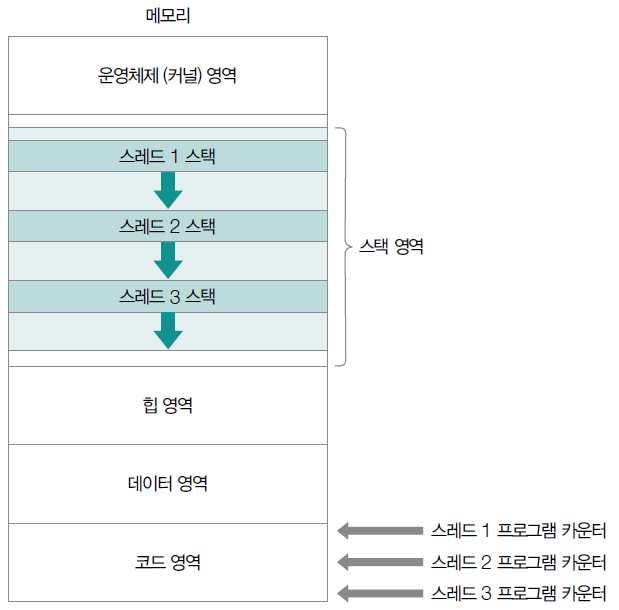 메모리
운영체제 (커널) 영역
스레드 1 스택
스레드 2 스택
스레드 3 스택
스택 영역
힙 영역
데이터 영역
코드 영역
스레드 1 프로그램 카운터
스레드 2 프로그램 카운터
스레드 3 프로그램 카운터